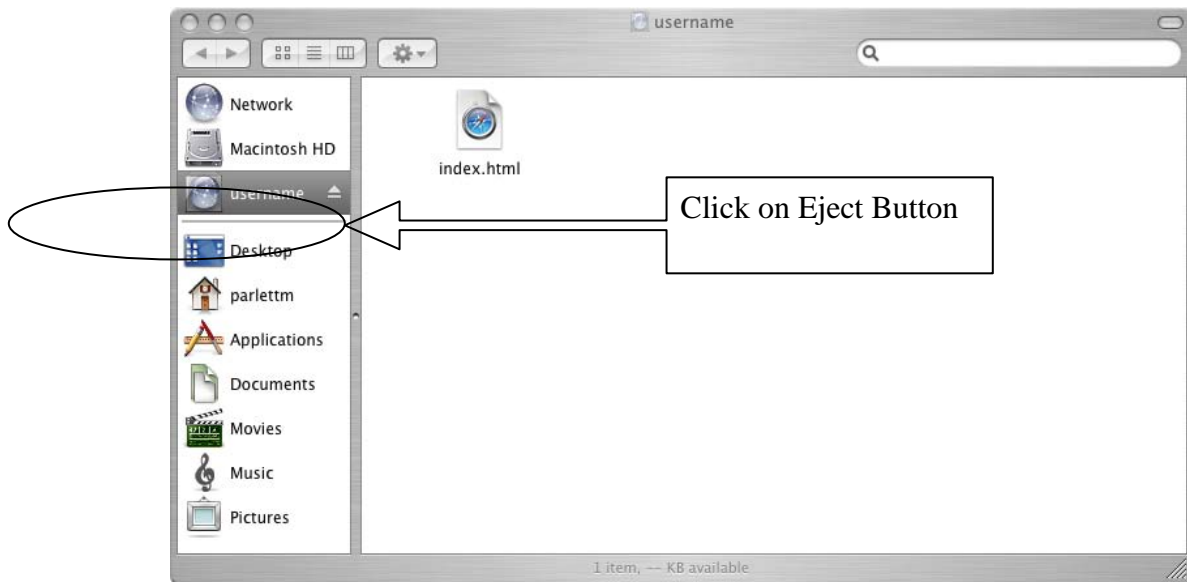 username
Network
Macintosh HD
username
Desktop
parlettm
Applications
Documents
Movies
Music
Pictures
index.html
Click on Eject Button
1 item, -- KB available